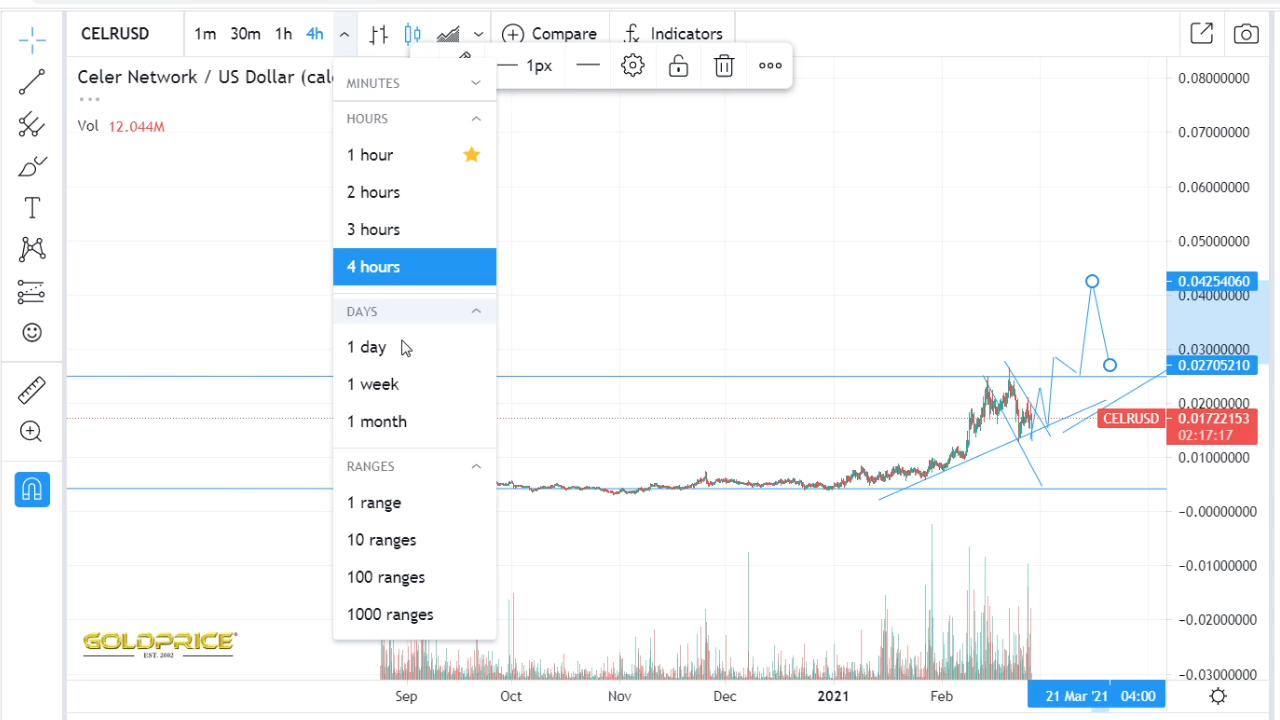 CELRUSD
1m 30m 1h 4h
Compare
Indicators
Celer Network / US Dollar (cal
1px
Vol 12.044M
MINUTES
HOURS
1 hour
2 hours
3 hours
4 hours
DAYS
1 day
1 week
1 month
RANGES
1 range
10 ranges
100 ranges
1000 ranges
0.08000000
0.07000000
0.06000000
0.05000000
0.04254060
0.04000000
0.03000000
0.02705210
0.02000000
CELRUSD 0.01722153
02:17:17
0.01000000
-0.00000000
-0.01000000
-0.02000000
-0.03000000
GOLDPRICE
EST. 2002
Sep Oct Nov Dec 2021 Feb 21 Mar '21 04:00